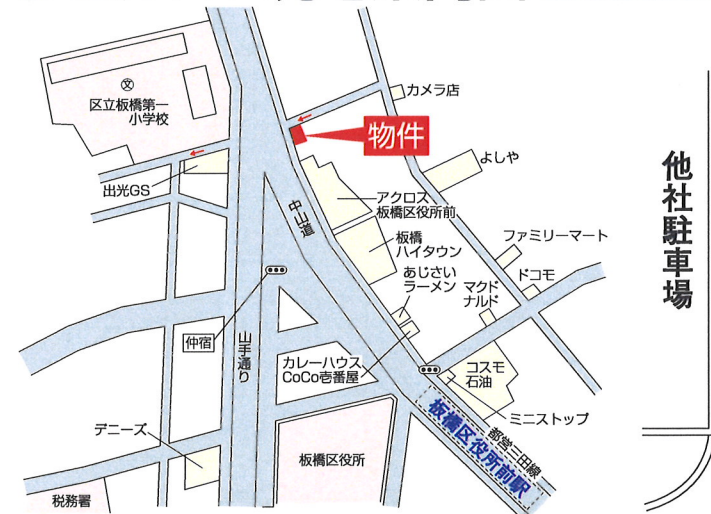 カメラ店
区立板橋第一
小学校
物件
よしや
出光GS
アクロス
板橋区役所前
中山道
板橋
ハイタウン
ファミリーマート
あじさい
ラーメン
マクド
ナルド
ドコモ
仲宿
山手通り
カレーハウス
CoCo壱番屋
コスモ
石油
ミニストップ
デニーズ
板橋区役所
都営三田線
板橋区役所前駅
税務署
他社駐車場